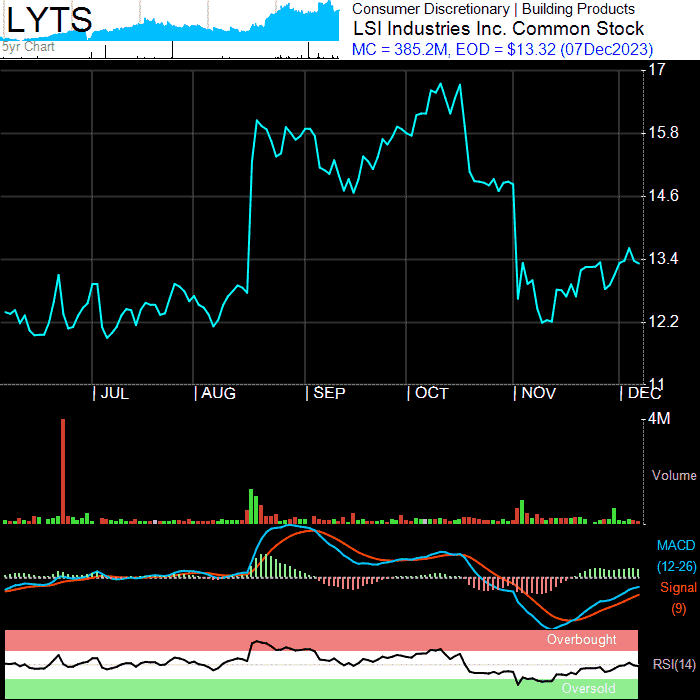 LYTS
5yr Chart
Consumer Discretionary | Building Products
LSI Industries Inc. Common Stock
MC = 385.2M, EOD = $13.32 (07Dec2023)
17
15.8
14.6
13.4
12.2
11
| JUL | AUG | SEP | OCT | NOV | DEC
4M
Volume
MACD
(12-26)
Signal
(9)
Overbought
RSI(14)
Oversold